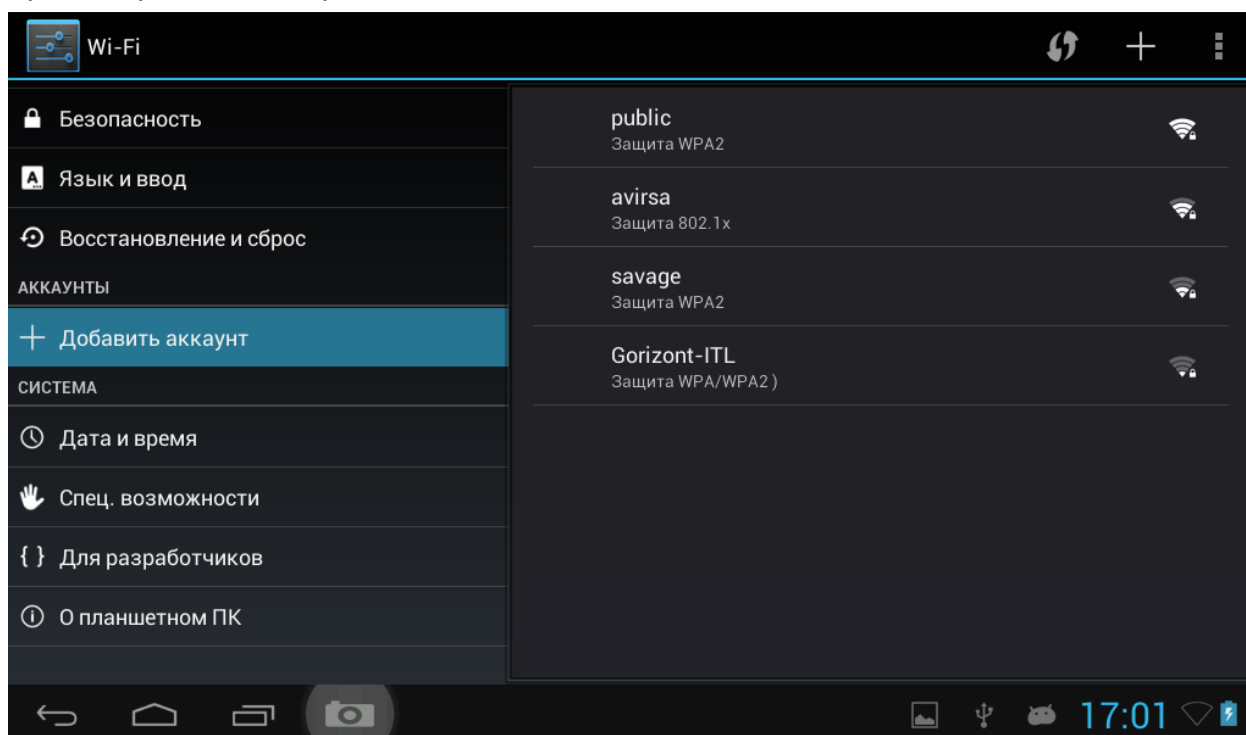 Wi-Fi
Безопасность
Язык и ввод
Восстановление и сброс
АККАУНТЫ
Добавить аккаунт
СИСТЕМА
Дата и время
Спец. возможности
{ } Для разработчиков
О планшетном ПК
public
Защита WPA2
avirsa
Защита 802.1x
savage
Защита WPA2
Gorizont-ITL
Защита WPA/WPA2 )
17:01